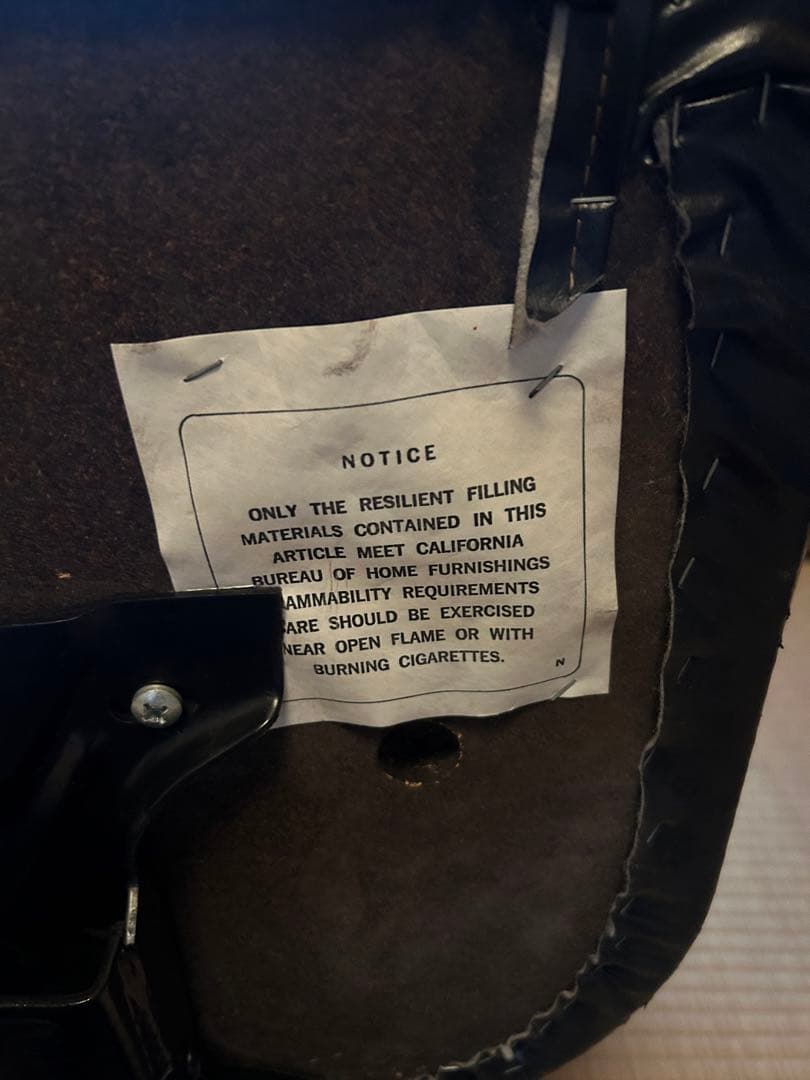 NOTICE
ONLY THE RESILIENT FILLING
MATERIALS CONTAINED IN THIS
ARTICLE MEET CALIFORNIA
BUREAU OF HOME FURNISHINGS
AMMABILITY REQUIREMENTS
ARE SHOULD BE EXERCISED
NEAR OPEN FLAME OR WITH
BURNING CIGARETTES.
N